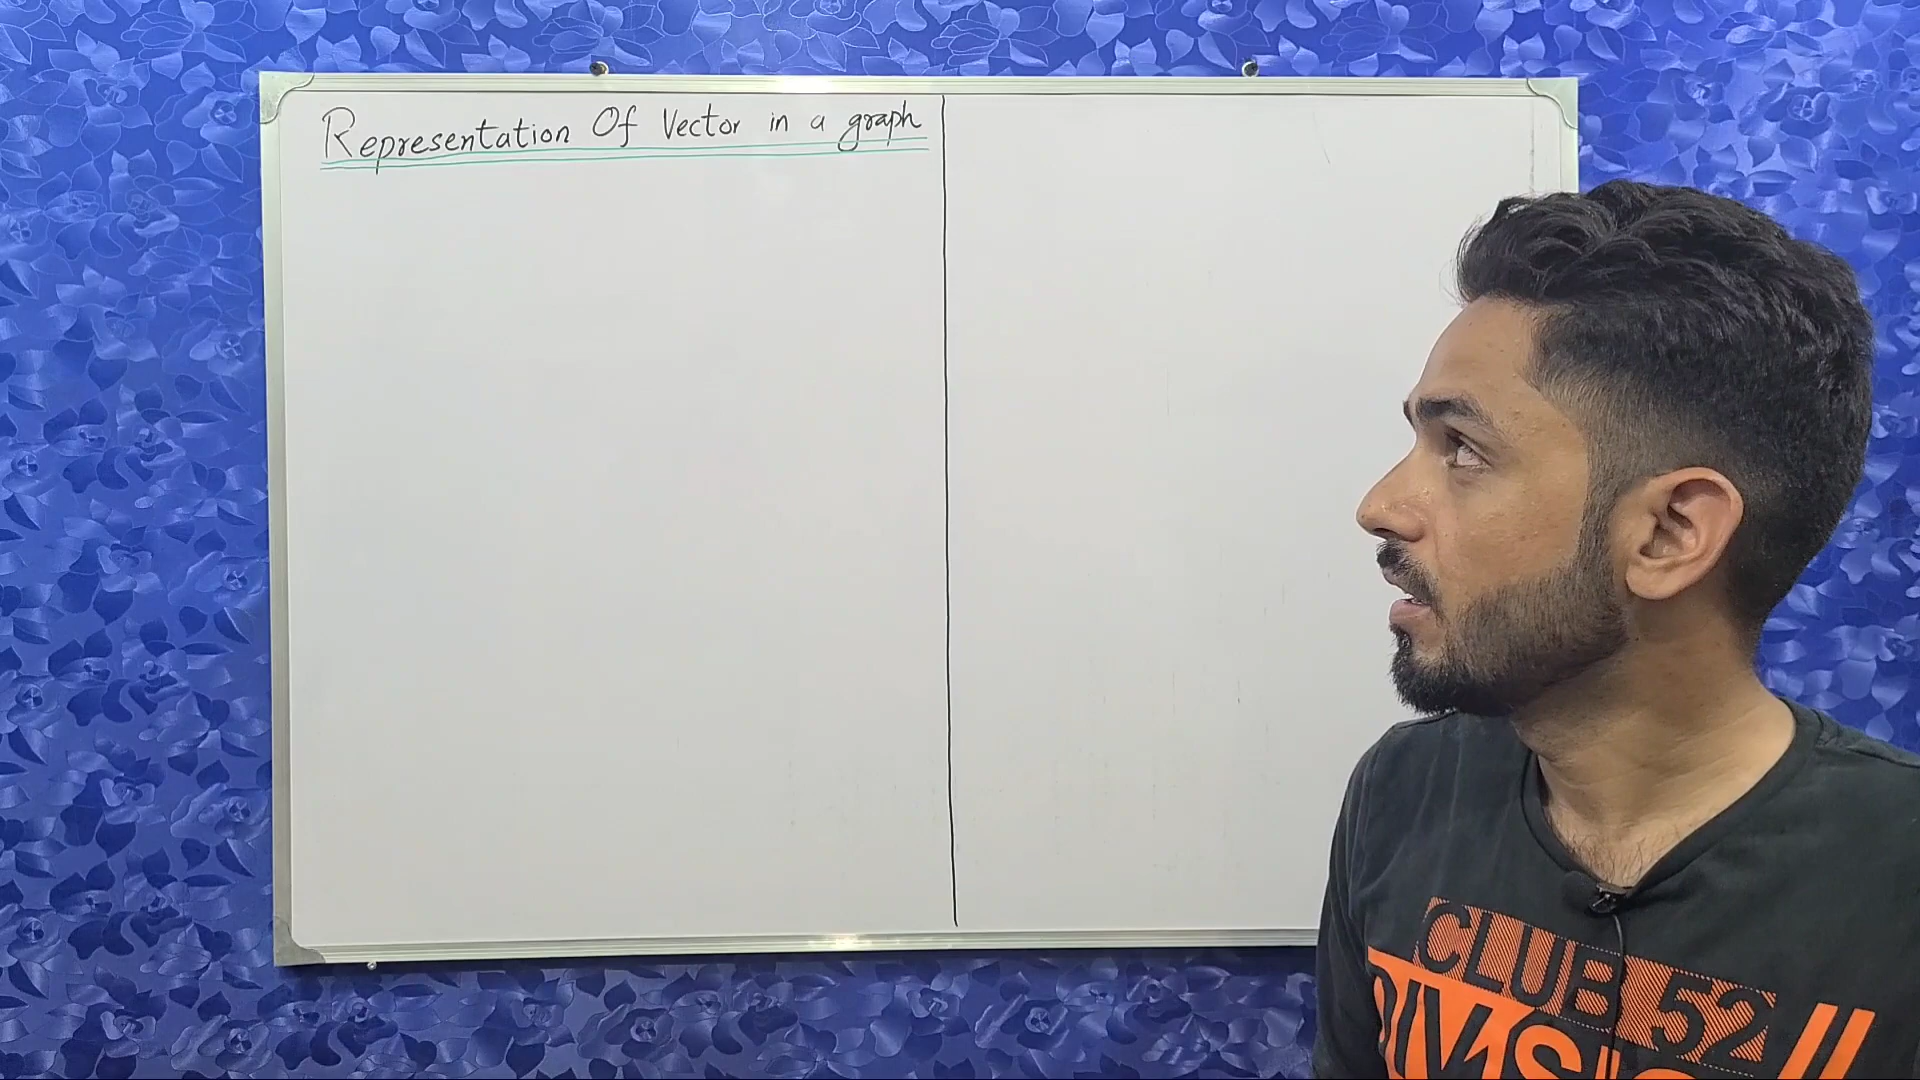 Representation Of Vector in a graph
CLUB 52